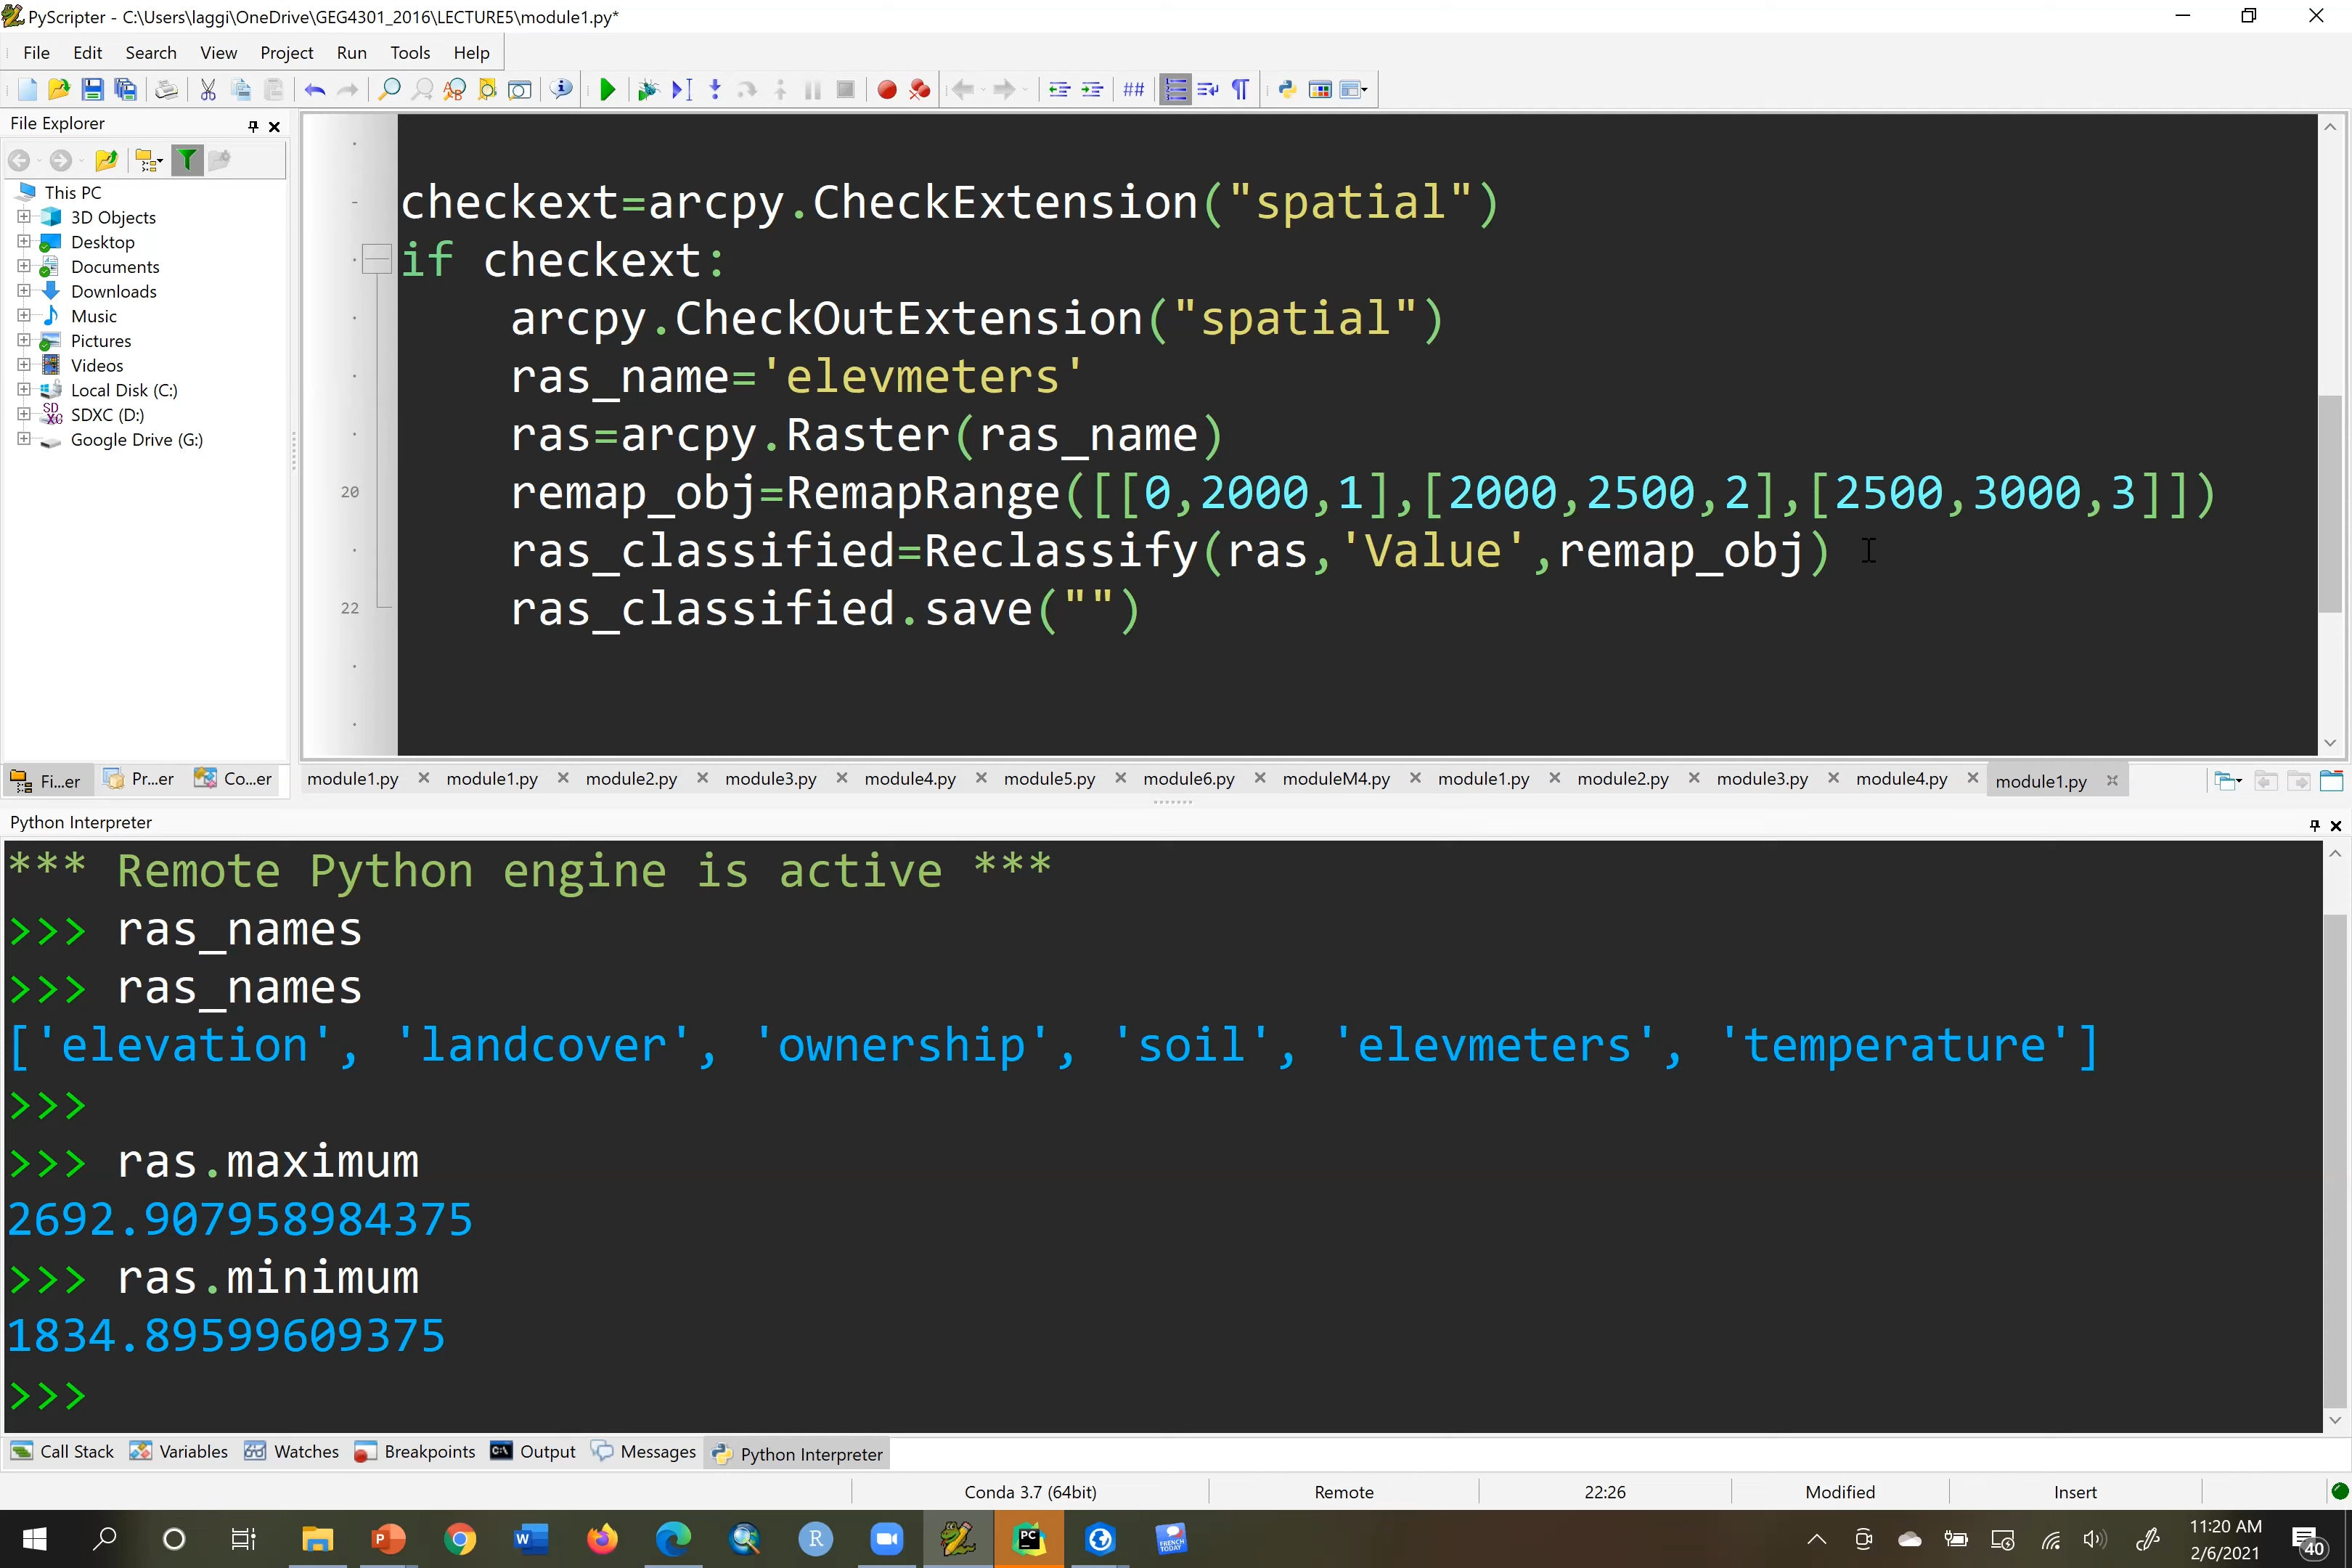 PyScripter - C:\Users\laggi\OneDrive\GEG4301_2016\LECTURE5\module1.py*
File Edit Search View Project Run Tools Help
File Explorer
This PC
3D Objects
Desktop
Documents
Downloads
Music
Pictures
Videos
Local Disk (C:)
SDXC (D:)
Google Drive (G:)
Fi...er Pr...er Co...er
checkext=arcpy.CheckExtension("spatial")
if checkext:
arcpy.CheckOutExtension("spatial")
ras_name='elevmeters'
ras=arcpy.Raster(ras_name)
20 remap_obj=RemapRange([[0,2000,1],[2000,2500,2],[2500,3000,3]])
ras_classified=Reclassify(ras,'Value',remap_obj)
22 ras_classified.save("")
module1.py module1.py module2.py module3.py module4.py module5.py module6.py moduleM4.py module1.py module2.py module3.py module4.py module1.py
Python Interpreter
*** Remote Python engine is active ***
>>> ras_names
>>> ras_names
['elevation', 'landcover', 'ownership', 'soil', 'elevmeters', 'temperature']
>>>
>>> ras.maximum
2692.907958984375
>>> ras.minimum
1834.89599609375
>>>
Call Stack Variables Watches Breakpoints Output Messages Python Interpreter
Conda 3.7 (64bit) Remote 22:26 Modified Insert
11:20 AM
2/6/2021
40